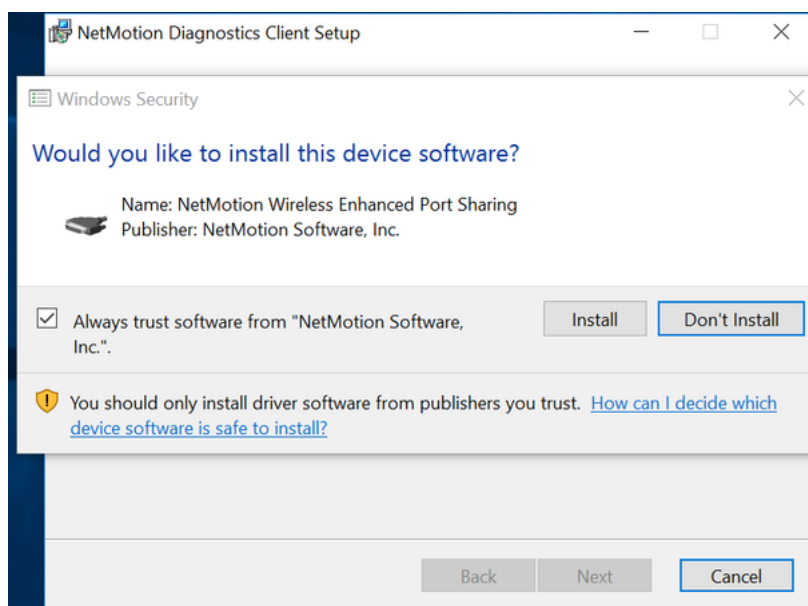 NetMotion Diagnostics Client Setup
Windows Security
Would you like to install this device software?
Name: NetMotion Wireless Enhanced Port Sharing
Publisher: NetMotion Software, Inc.
Always trust software from "NetMotion Software,
Inc.".
Install
Don't Install
You should only install driver software from publishers you trust. How can I decide which
device software is safe to install?
Back
Next
Cancel